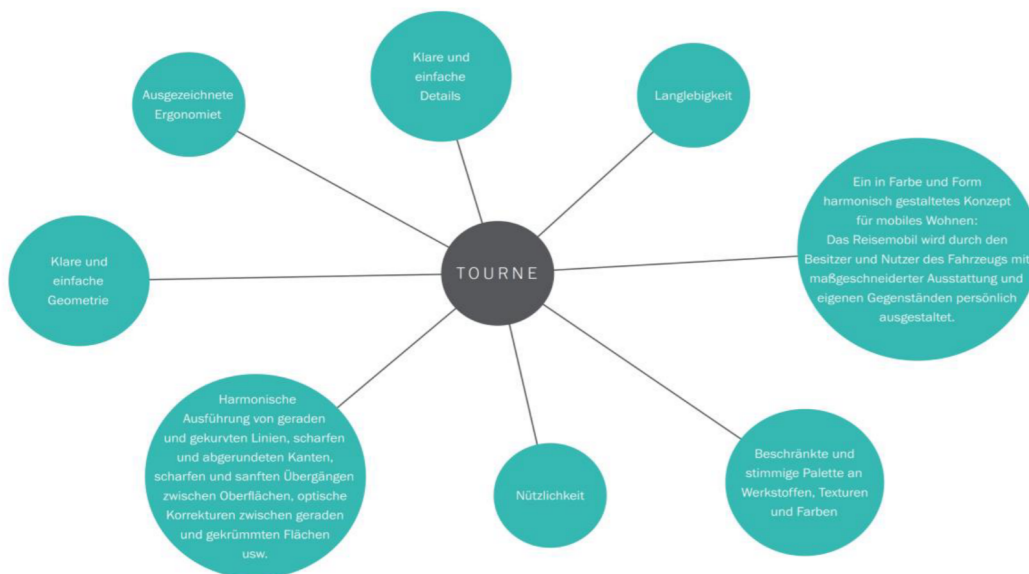 Klare und
einfache
Details
Ausgezeichnete
Ergonomiet
Langlebigkeit
Ein in Farbe und Form
harmonisch gestaltetes Konzept
für mobiles Wohnen:
Das Reisemobil wird durch den
Besitzer und Nutzer des Fahrzeugs mit
maßgeschneiderter Ausstattung und
eigenen Gegenständen persönlich
ausgestaltet.
Klare und
einfache
Geometrie
TOURNE
Harmonische
Ausführung von geraden
und gekurvten Linien, scharfen
und abgerundeten Kanten,
scharfen und sanften Übergängen
zwischen Oberflächen, optische
Korrekturen zwischen geraden
und gekrümmten Flächen
usw.
Nützlichkeit
Beschränkte und
stimmige Palette an
Werkstoffen, Texturen
und Farben